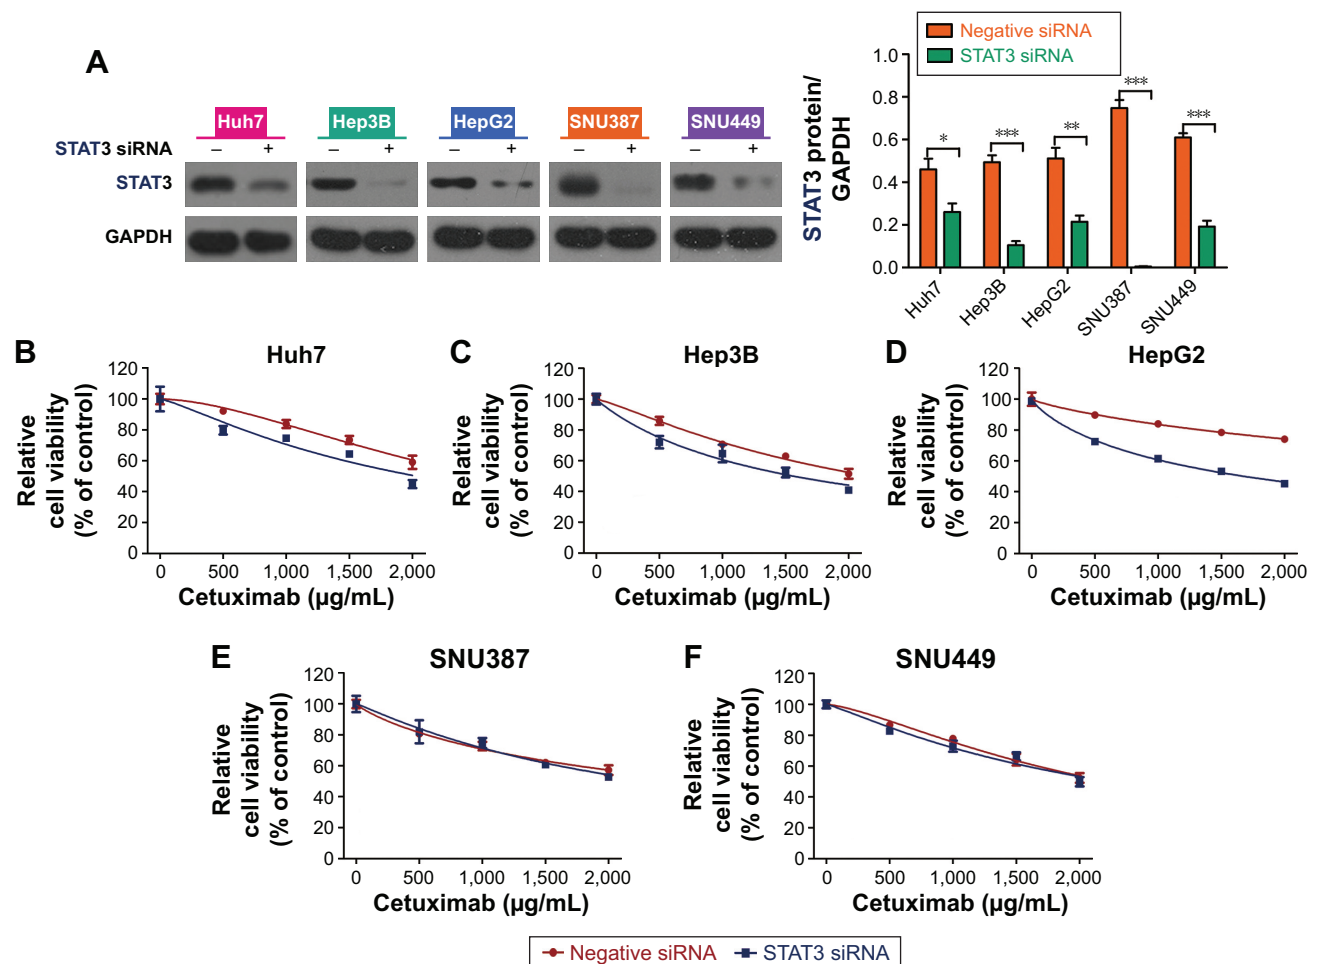 A
Huh7 Hep3B HepG2 SNU387 SNU449
STAT3 siRNA – + – + – + – + – +
STAT3
GAPDH
Negative siRNA
STAT3 siRNA
STAT3 protein/
GAPDH
1.0
0.8
0.6
0.4
0.2
0.0
* *** ** *** ***
Huh7 Hep3B HepG2 SNU387 SNU449
B
Huh7
Relative
cell viability
(% of control)
120
100
80
60
40
20
0
0 500 1,000 1,500 2,000
Cetuximab (µg/mL)
C
Hep3B
Relative
cell viability
(% of control)
120
100
80
60
40
20
0
0 500 1,000 1,500 2,000
Cetuximab (µg/mL)
D
HepG2
Relative
cell viability
(% of control)
120
100
80
60
40
20
0
0 500 1,000 1,500 2,000
Cetuximab (µg/mL)
E
SNU387
Relative
cell viability
(% of control)
120
100
80
60
40
20
0
0 500 1,000 1,500 2,000
Cetuximab (µg/mL)
F
SNU449
Relative
cell viability
(% of control)
120
100
80
60
40
20
0
0 500 1,000 1,500 2,000
Cetuximab (µg/mL)
Negative siRNA STAT3 siRNA